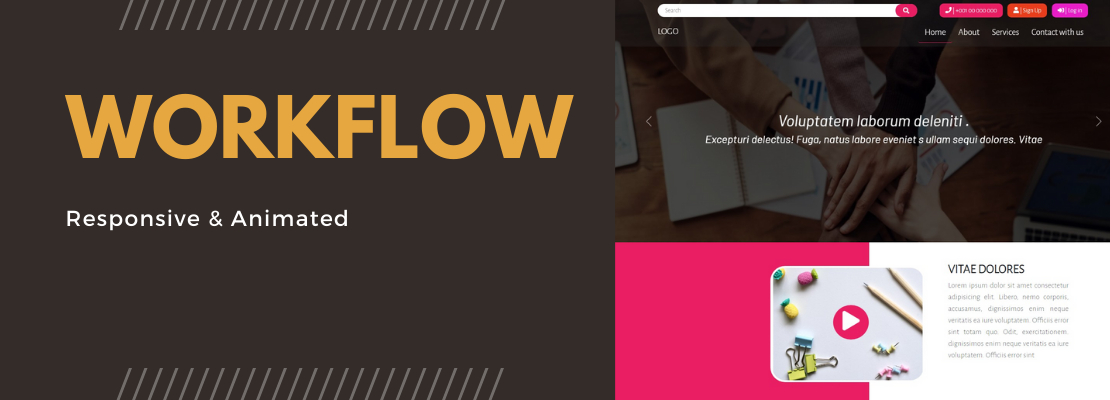 WORKFLOW
Responsive & Animated
Search
+001 00 000 000
| Sign Up
| Log in
LOGO
Home
About
Services
Contact with us
Voluptatem laborum deleniti .
Excepturi delectus! Fuga, natus labore eveniet s ullam sequi dolores. Vitae
VITAE DOLORES
Lorem ipsum dolor sit amet consectetur
adipisicing elit. Libero, nemo corporis,
accusamus, dignissimos enim neque
veritatis ea iure voluptatem. Officiis error
sint totam quo. Odit, exercitationem.
dignissimos enim neque veritatis ea iure
voluptatem. Officiis error sint